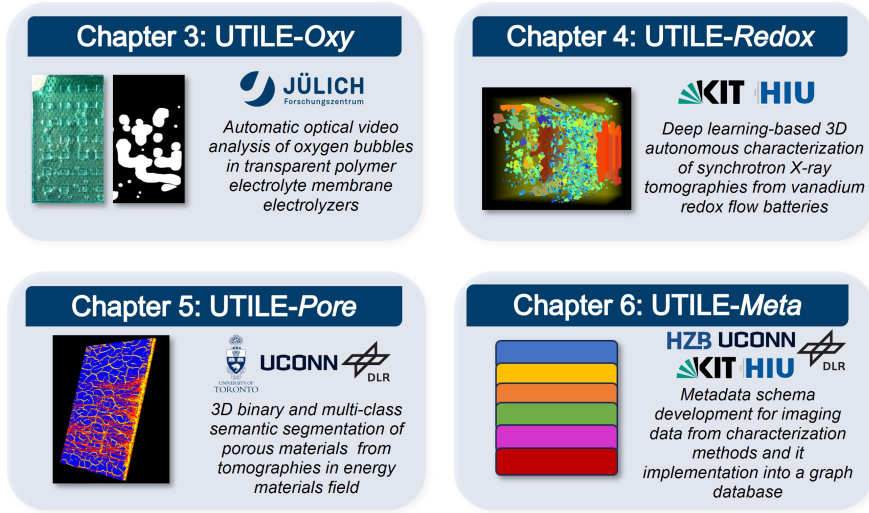 Chapter 3: UTILE-Oxy
JÜLICH
Forschungszentrum
Automatic optical video
analysis of oxygen bubbles
in transparent polymer
electrolyte membrane
electrolyzers
Chapter 4: UTILE-Redox
KIT HIU
Deep learning-based 3D
autonomous characterization
of synchrotron X-ray
tomographies from vanadium
redox flow batteries
Chapter 5: UTILE-Pore
UNIVERSITY OF
TORONTO
UCONN
DLR
3D binary and multi-class
semantic segmentation of
porous materials from
tomographies in energy
materials field
Chapter 6: UTILE-Meta
HZB UCONN
DLR
KIT HIU
Metadata schema
development for imaging
data from characterization
methods and it
implementation into a graph
database